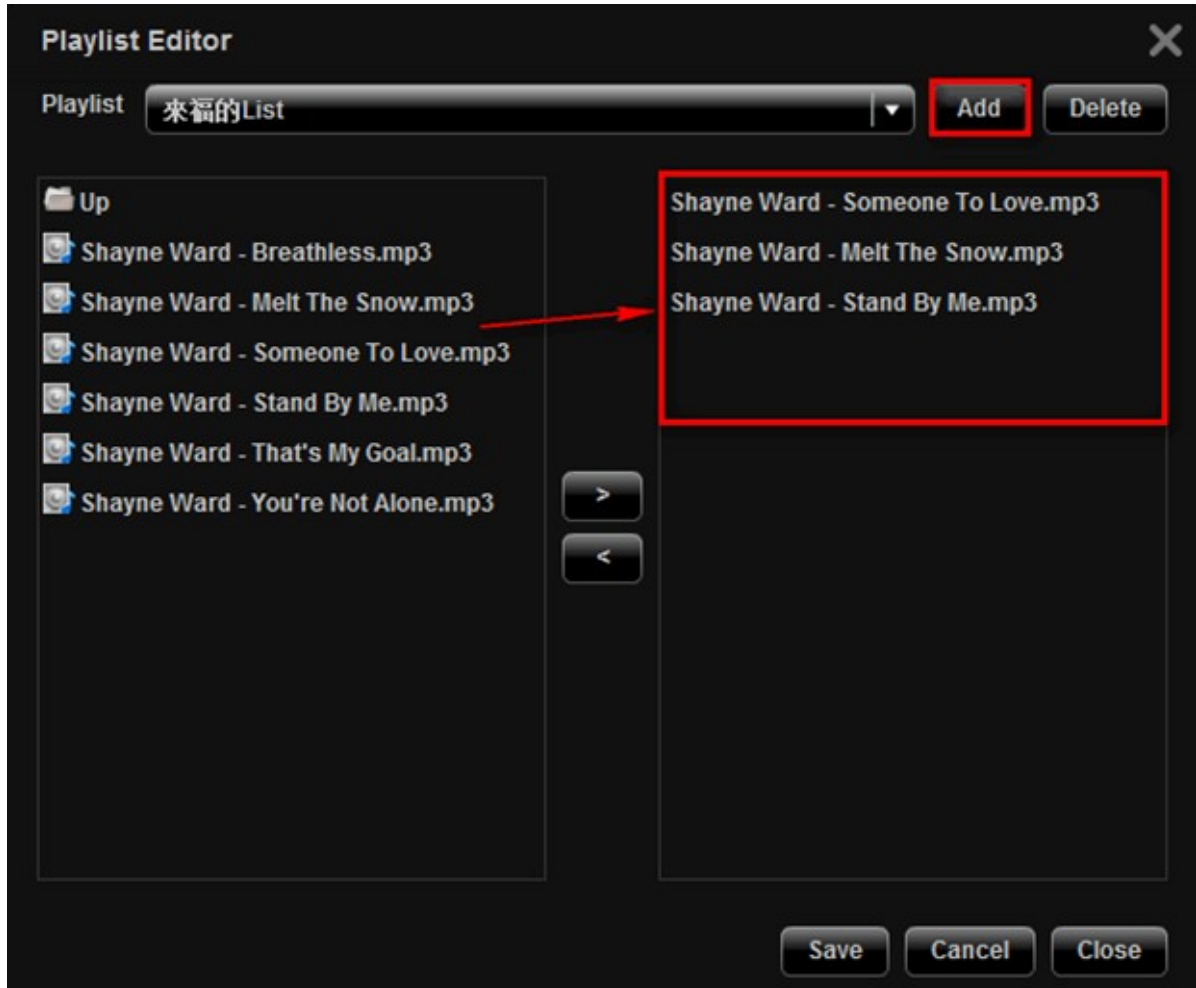 Playlist Editor
Playlist 來福的List Add Delete
Up
Shayne Ward - Breathless.mp3
Shayne Ward - Melt The Snow.mp3
Shayne Ward - Someone To Love.mp3
Shayne Ward - Stand By Me.mp3
Shayne Ward - That's My Goal.mp3
Shayne Ward - You're Not Alone.mp3
>
<
Shayne Ward - Someone To Love.mp3
Shayne Ward - Melt The Snow.mp3
Shayne Ward - Stand By Me.mp3
Save Cancel Close